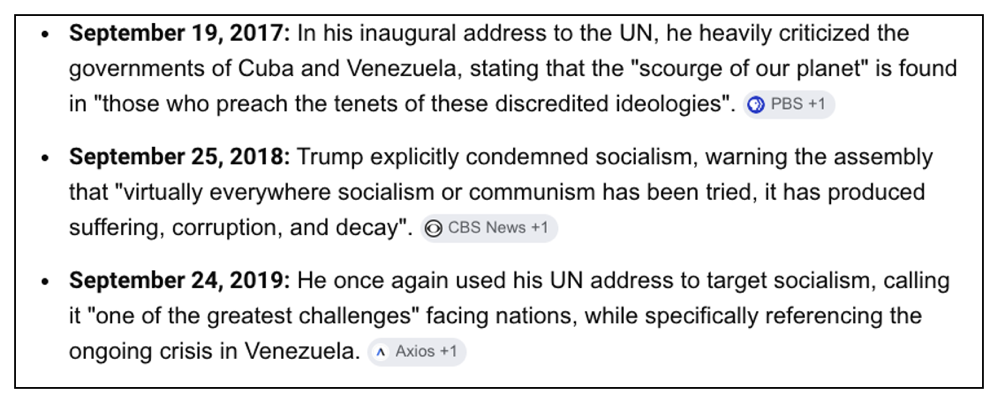 • September 19, 2017: In his inaugural address to the UN, he heavily criticized the
governments of Cuba and Venezuela, stating that the "scourge of our planet" is found
in "those who preach the tenets of these discredited ideologies". PBS +1
• September 25, 2018: Trump explicitly condemned socialism, warning the assembly
that "virtually everywhere socialism or communism has been tried, it has produced
suffering, corruption, and decay". CBS News +1
• September 24, 2019: He once again used his UN address to target socialism, calling
it "one of the greatest challenges" facing nations, while specifically referencing the
ongoing crisis in Venezuela. Axios +1